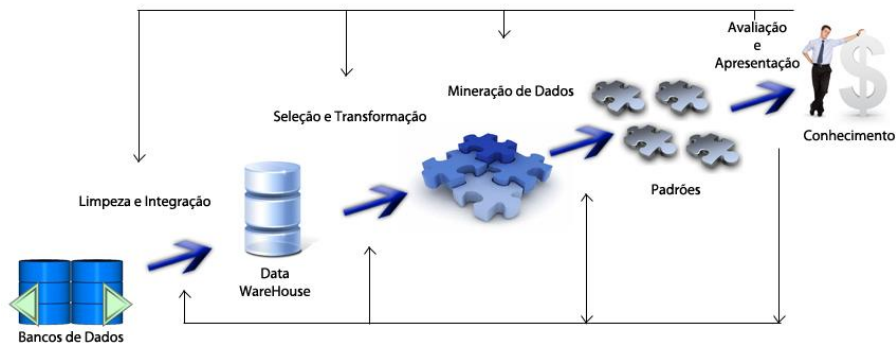 Avaliação
e
Apresentação
Mineração de Dados
Seleção e Transformação
Conhecimento
Padrões
Limpeza e Integração
Data
WareHouse
Bancos de Dados